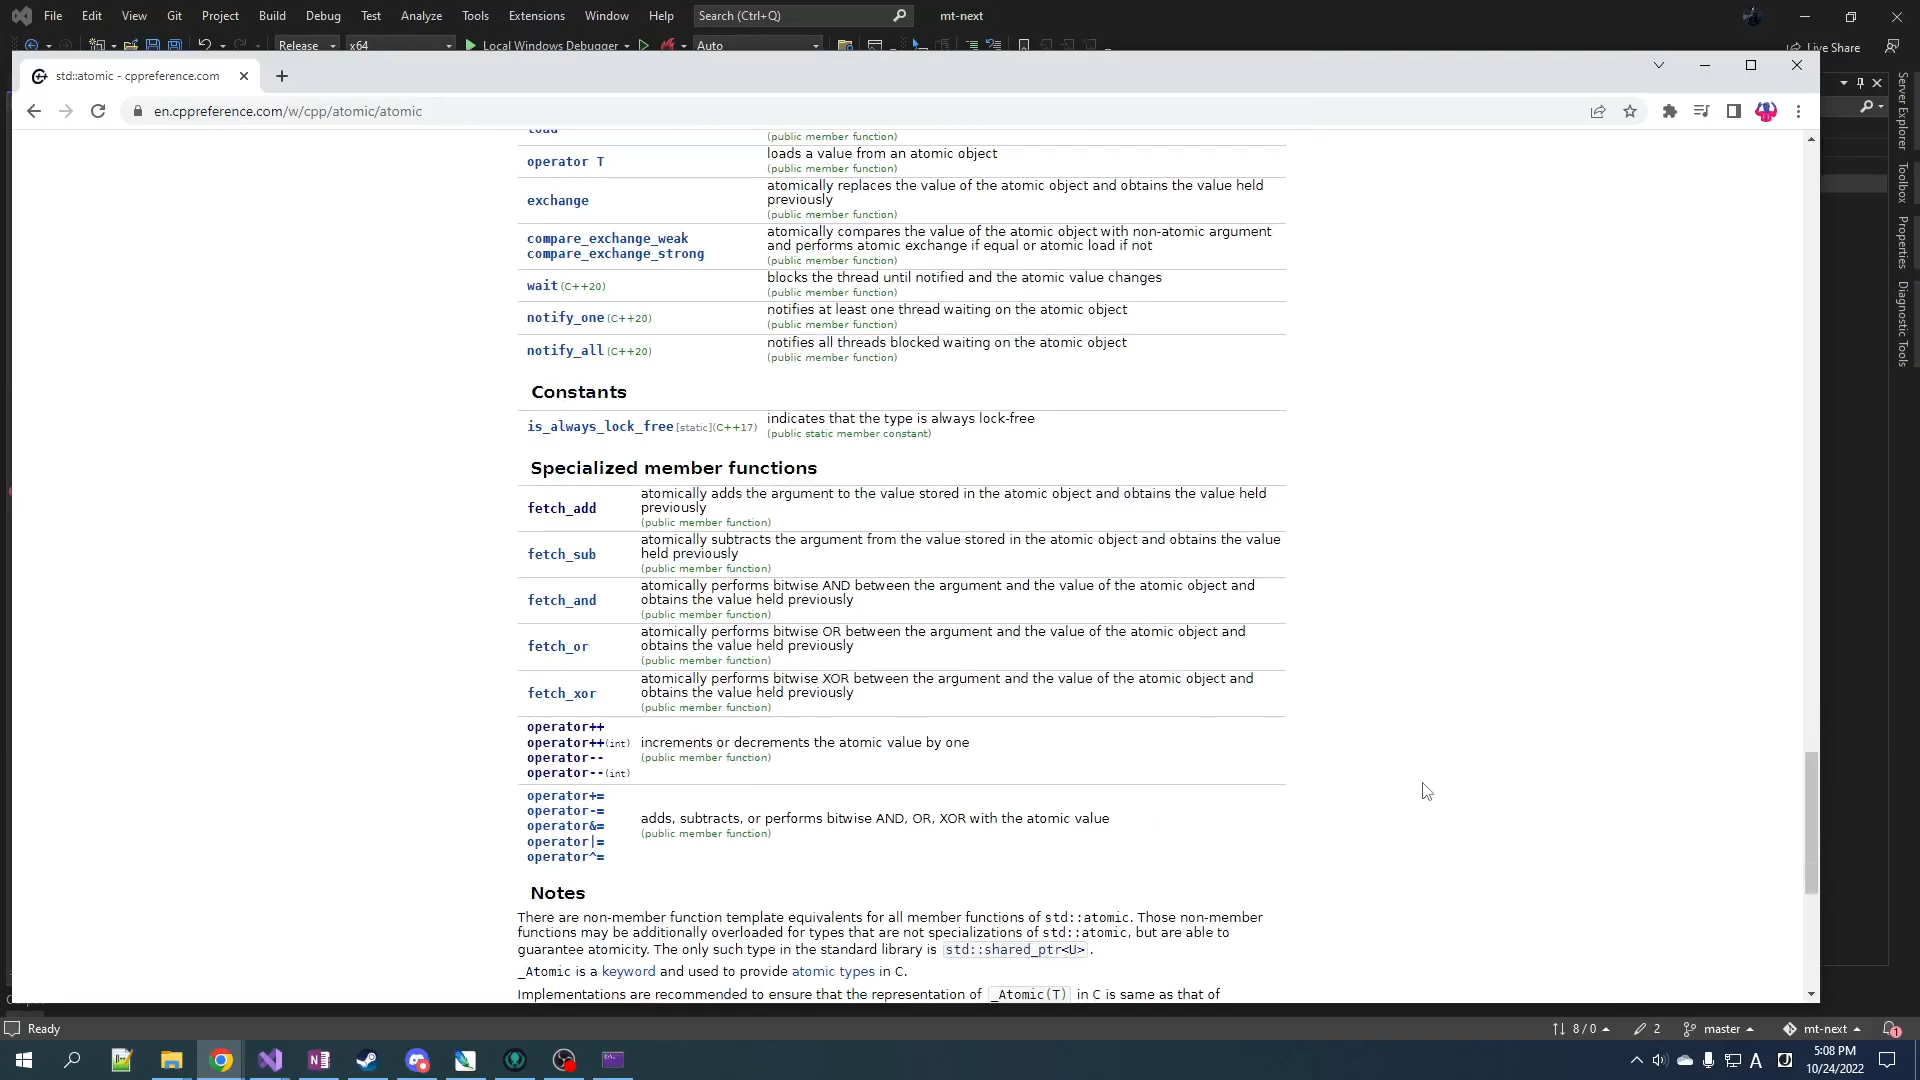 File Edit View Git Project Build Debug Test Analyze Tools Extensions Window Help Search (Ctrl+Q) mt-next
Release x64 Local Windows Debugger Auto Live Share
std::atomic - cppreference.com
en.cppreference.com/w/cpp/atomic/atomic
load
(public member function)
operator T loads a value from an atomic object
(public member function)
exchange atomically replaces the value of the atomic object and obtains the value held
previously
(public member function)
compare_exchange_weak atomically compares the value of the atomic object with non-atomic argument
compare_exchange_strong and performs atomic exchange if equal or atomic load if not
(public member function)
wait (C++20) blocks the thread until notified and the atomic value changes
(public member function)
notify_one (C++20) notifies at least one thread waiting on the atomic object
(public member function)
notify_all (C++20) notifies all threads blocked waiting on the atomic object
(public member function)
Constants
is_always_lock_free [static](C++17) indicates that the type is always lock-free
(public static member constant)
Specialized member functions
fetch_add atomically adds the argument to the value stored in the atomic object and obtains the value held
previously
(public member function)
fetch_sub atomically subtracts the argument from the value stored in the atomic object and obtains the value
held previously
(public member function)
fetch_and atomically performs bitwise AND between the argument and the value of the atomic object and
obtains the value held previously
(public member function)
fetch_or atomically performs bitwise OR between the argument and the value of the atomic object and
obtains the value held previously
(public member function)
fetch_xor atomically performs bitwise XOR between the argument and the value of the atomic object and
obtains the value held previously
(public member function)
operator++
operator++(int) increments or decrements the atomic value by one
operator-- (public member function)
operator--(int)
operator+=
operator-= adds, subtracts, or performs bitwise AND, OR, XOR with the atomic value
operator&= (public member function)
operator|=
operator^=
Notes
There are non-member function template equivalents for all member functions of std::atomic. Those non-member
functions may be additionally overloaded for types that are not specializations of std::atomic, but are able to
guarantee atomicity. The only such type in the standard library is std::shared_ptr<U>.
_Atomic is a keyword and used to provide atomic types in C.
Implementations are recommended to ensure that the representation of _Atomic(T) in C is same as that of
Server Explorer
Toolbox
Properties
Diagnostic Tools
Ready 8 / 0 2 master mt-next 1
A 5:08 PM
10/24/2022